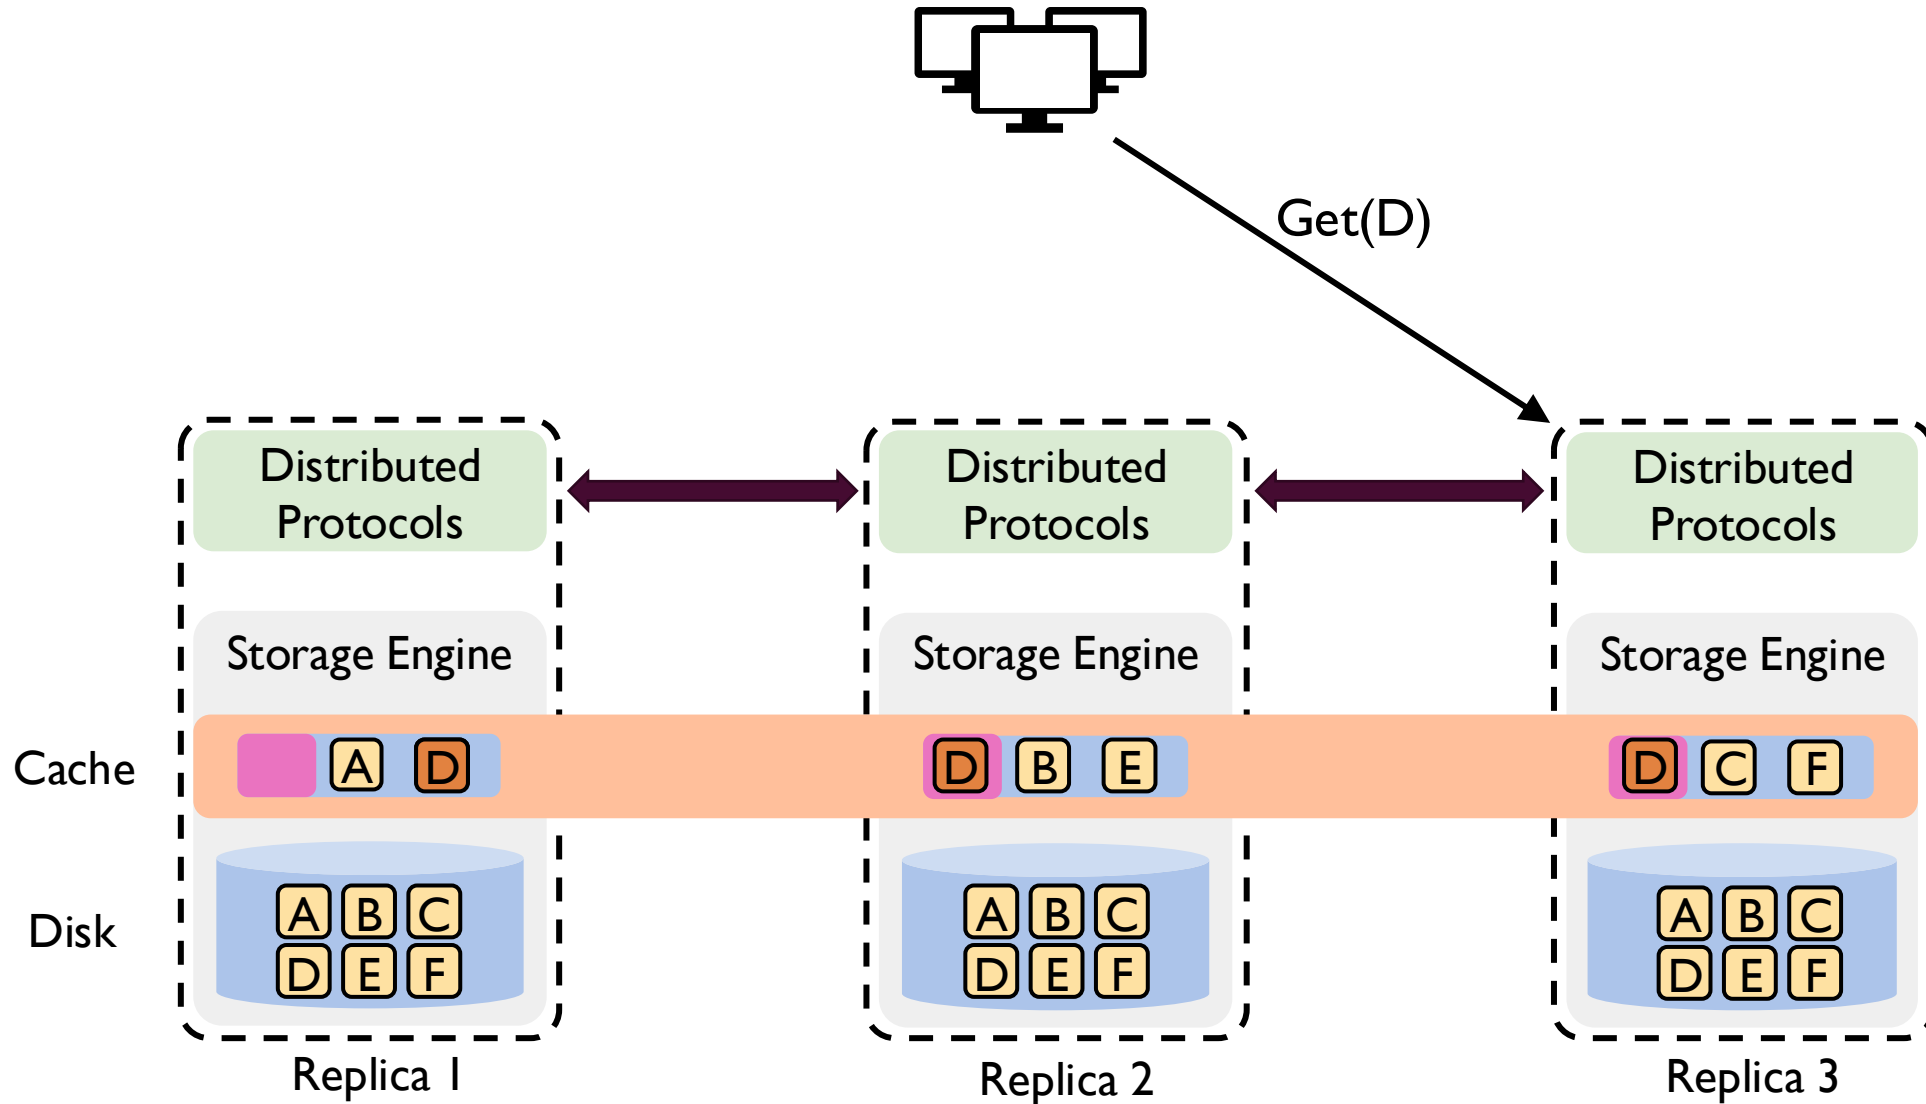 Get(D)
Distributed
Protocols
Distributed
Protocols
Distributed
Protocols
Storage Engine
Storage Engine
Storage Engine
Cache
A D
D B E
D C F
Disk
A B C
D E F
A B C
D E F
A B C
D E F
Replica 1
Replica 2
Replica 3